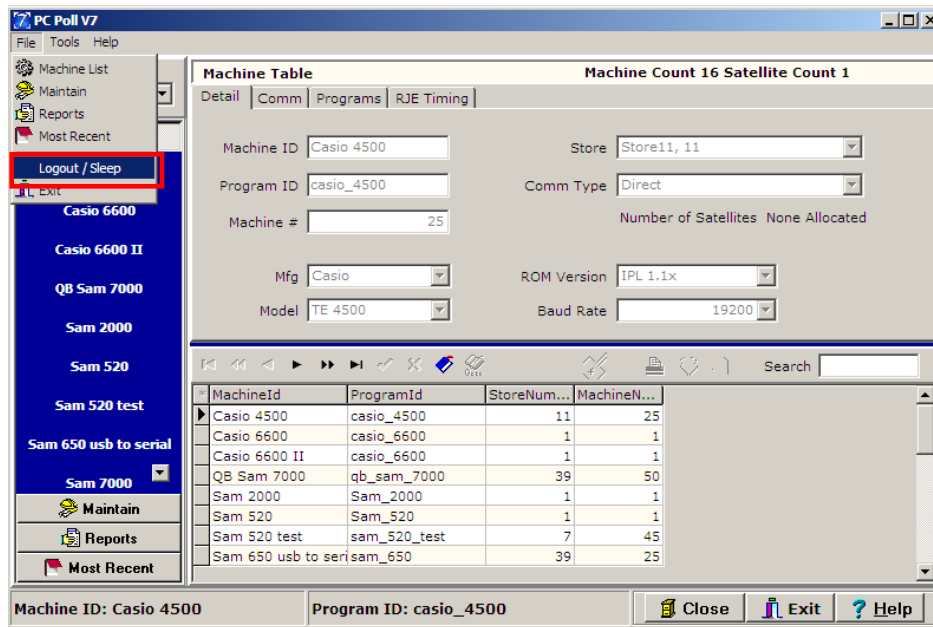 PC Poll V7
File Tools Help
Machine List
Maintain
Reports
Most Recent
Logout / Sleep
Exit
Casio 6600
Casio 6600 II
QB Sam 7000
Sam 2000
Sam 520
Sam 520 test
Sam 650 usb to serial
Sam 7000
Maintain
Reports
Most Recent
Machine Table Machine Count 16 Satellite Count 1
Detail Comm Programs RJE Timing
Machine ID Casio 4500 Store Store11, 11
Program ID casio_4500 Comm Type Direct
Machine # 25 Number of Satellites None Allocated
Mfg Casio ROM Version IPL 1.1x
Model TE 4500 Baud Rate 19200
Goto Search
MachineId ProgramId StoreNum... MachineN...
Casio 4500 casio_4500 11 25
Casio 6600 casio_6600 1 1
Casio 6600 II casio_6600 1 1
QB Sam 7000 qb_sam_7000 39 50
Sam 2000 Sam_2000 1 1
Sam 520 Sam_520 1 1
Sam 520 test sam_520_test 7 45
Sam 650 usb to seri sam_650 39 25
Machine ID: Casio 4500 Program ID: casio_4500 Close Exit Help